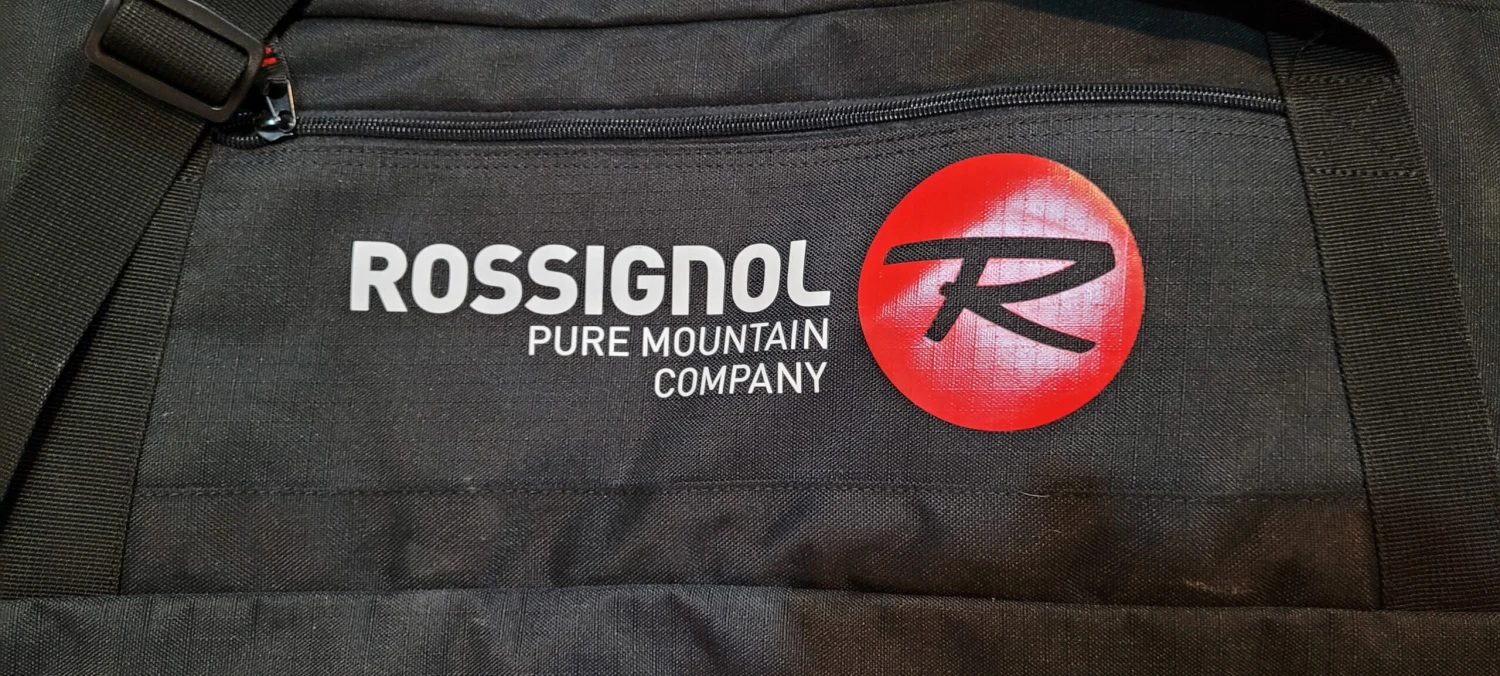 ROSSIGNOL
PURE MOUNTAIN
COMPANY
R